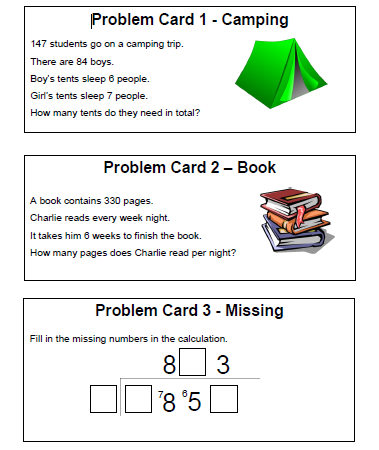 Problem Card 1 - Camping
147 students go on a camping trip.
There are 84 boys.
Boy's tents sleep 6 people.
Girl's tents sleep 7 people.
How many tents do they need in total?
Problem Card 2 – Book
A book contains 330 pages.
Charlie reads every week night.
It takes him 6 weeks to finish the book.
How many pages does Charlie read per night?
Problem Card 3 - Missing
Fill in the missing numbers in the calculation.
8 3
7 8 6 5